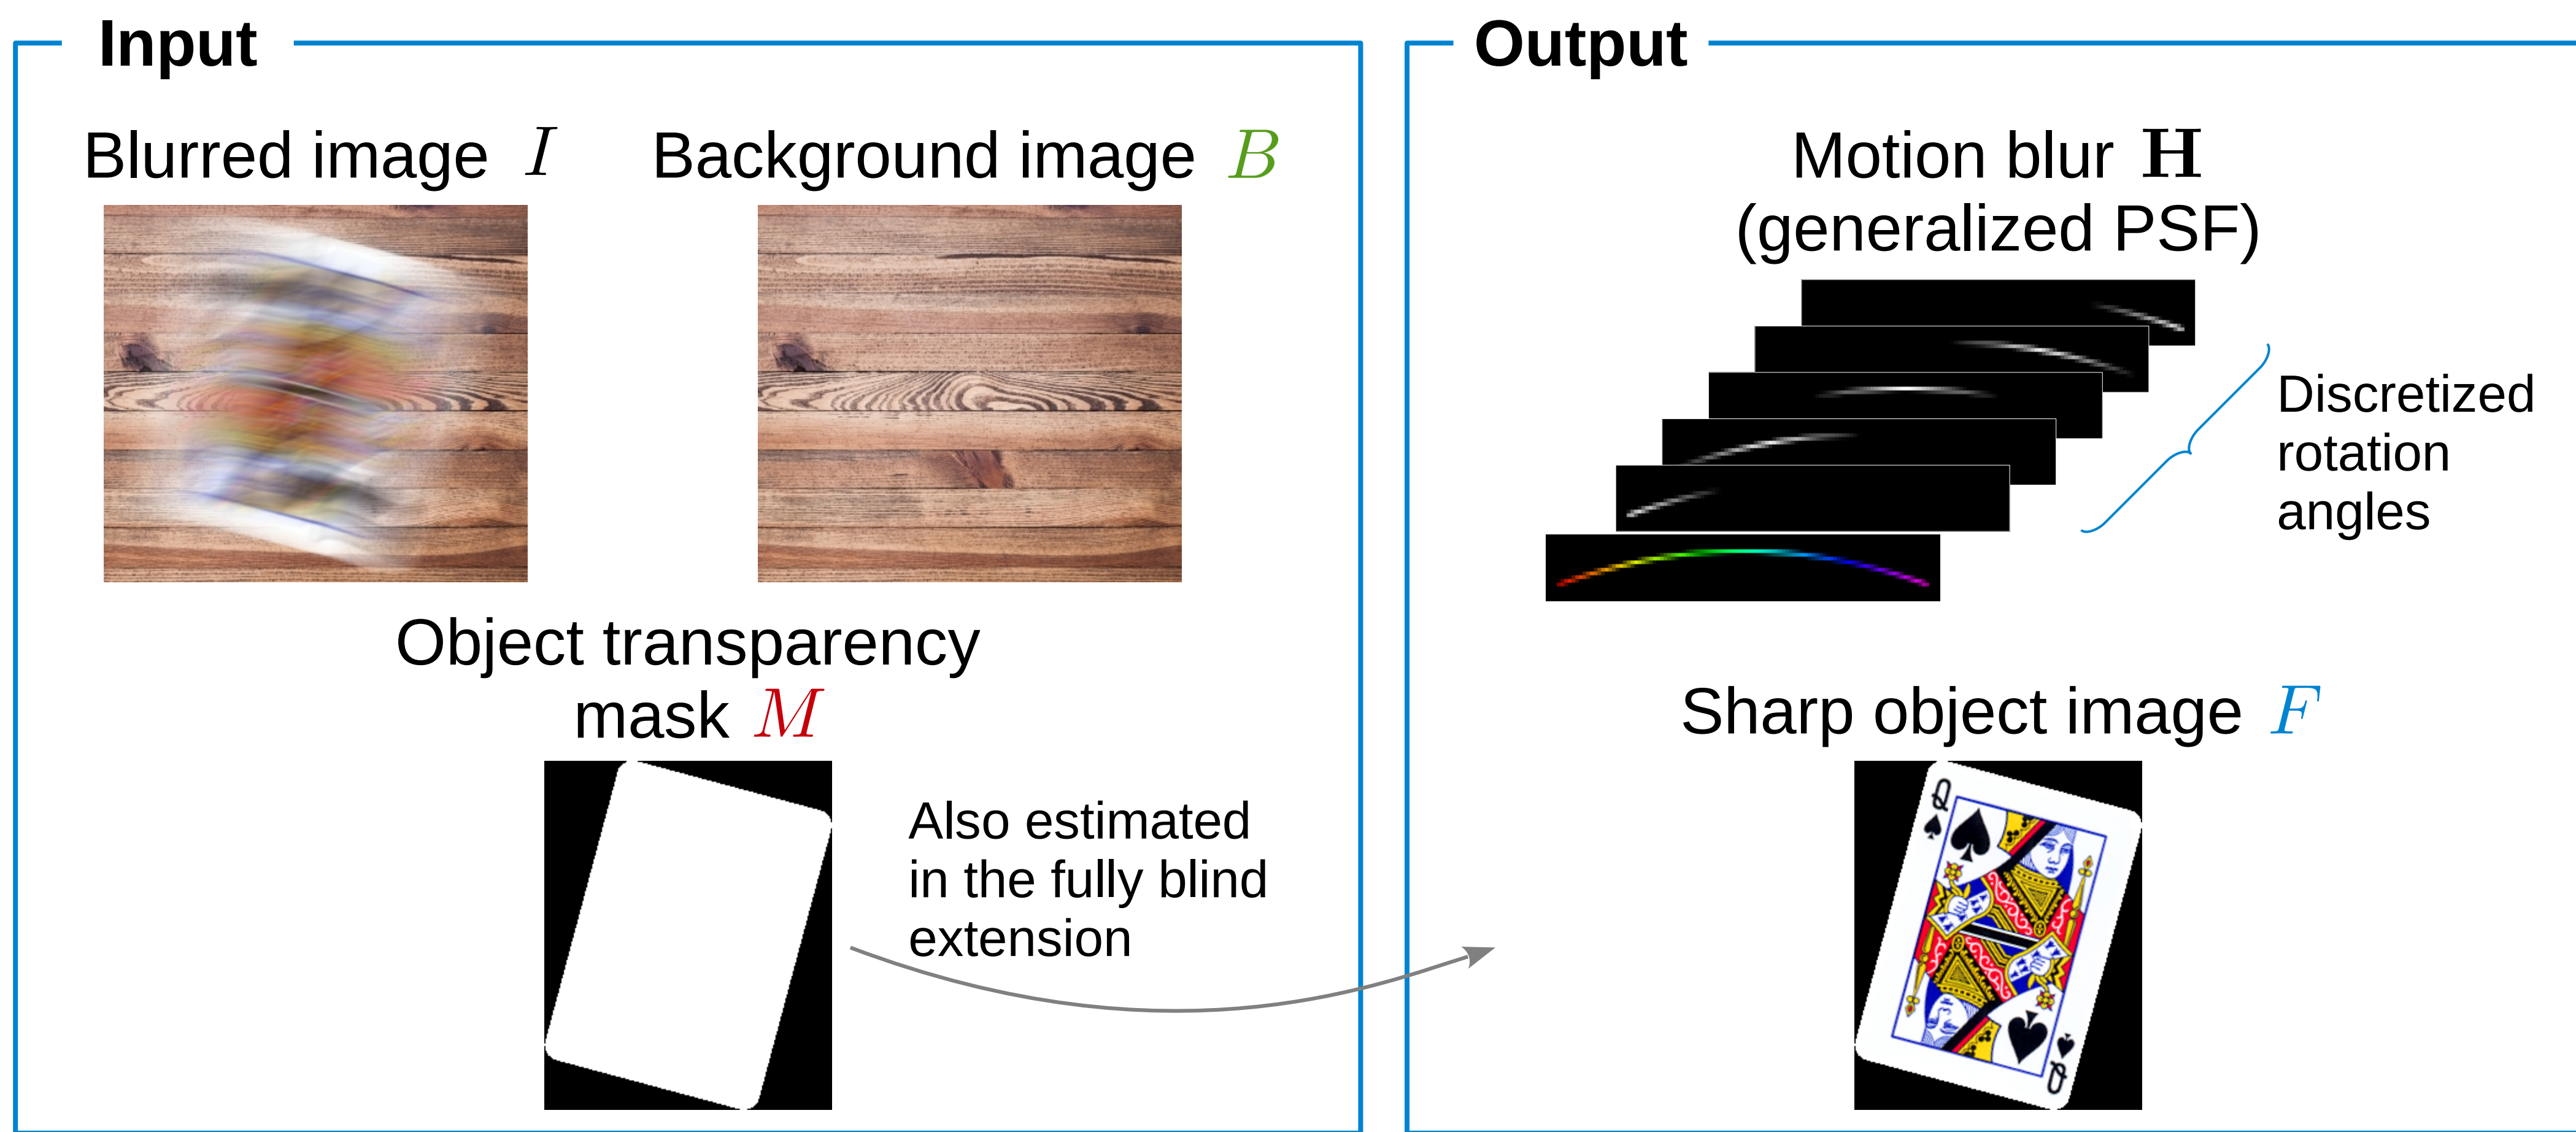 Input
Blurred image I
Background image B
Object transparency
mask M
Also estimated
in the fully blind
extension
Output
Motion blur H
(generalized PSF)
Discretized
rotation
angles
Sharp object image F
Q
Q